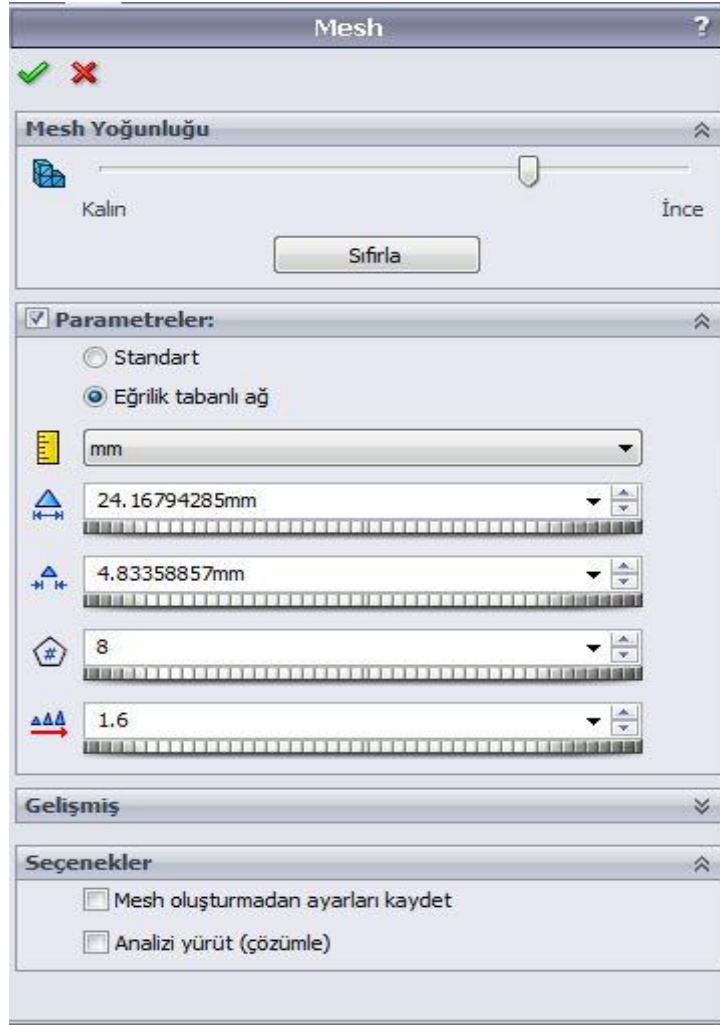 Mesh ?
Mesh Yoğunluğu
Kalın İnce
Sıfırla
Parametreler:
Standart
Eğrilik tabanlı ağ
mm
24.16794285mm
4.83358857mm
# 8
1.6
Gelişmiş
Seçenekler
Mesh oluşturmadan ayarları kaydet
Analizi yürüt (çözümle)